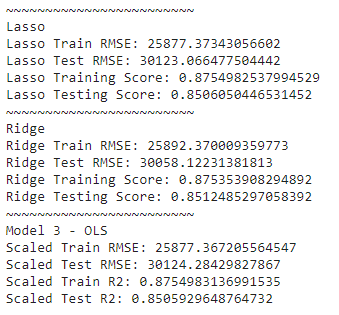 ~~~~~~~~~~~~~~~~~~~~~~~~
Lasso
Lasso Train RMSE: 25877.37343056602
Lasso Test RMSE: 30123.066477504442
Lasso Training Score: 0.8754982537994529
Lasso Testing Score: 0.8506050446531452
~~~~~~~~~~~~~~~~~~~~~~~~
Ridge
Ridge Train RMSE: 25892.370009359773
Ridge Test RMSE: 30058.12231381813
Ridge Training Score: 0.875353908294892
Ridge Testing Score: 0.8512485297058392
~~~~~~~~~~~~~~~~~~~~~~~~
Model 3 - OLS
Scaled Train RMSE: 25877.367205564547
Scaled Test RMSE: 30124.28429827867
Scaled Train R2: 0.8754983136991535
Scaled Test R2: 0.8505929648764732